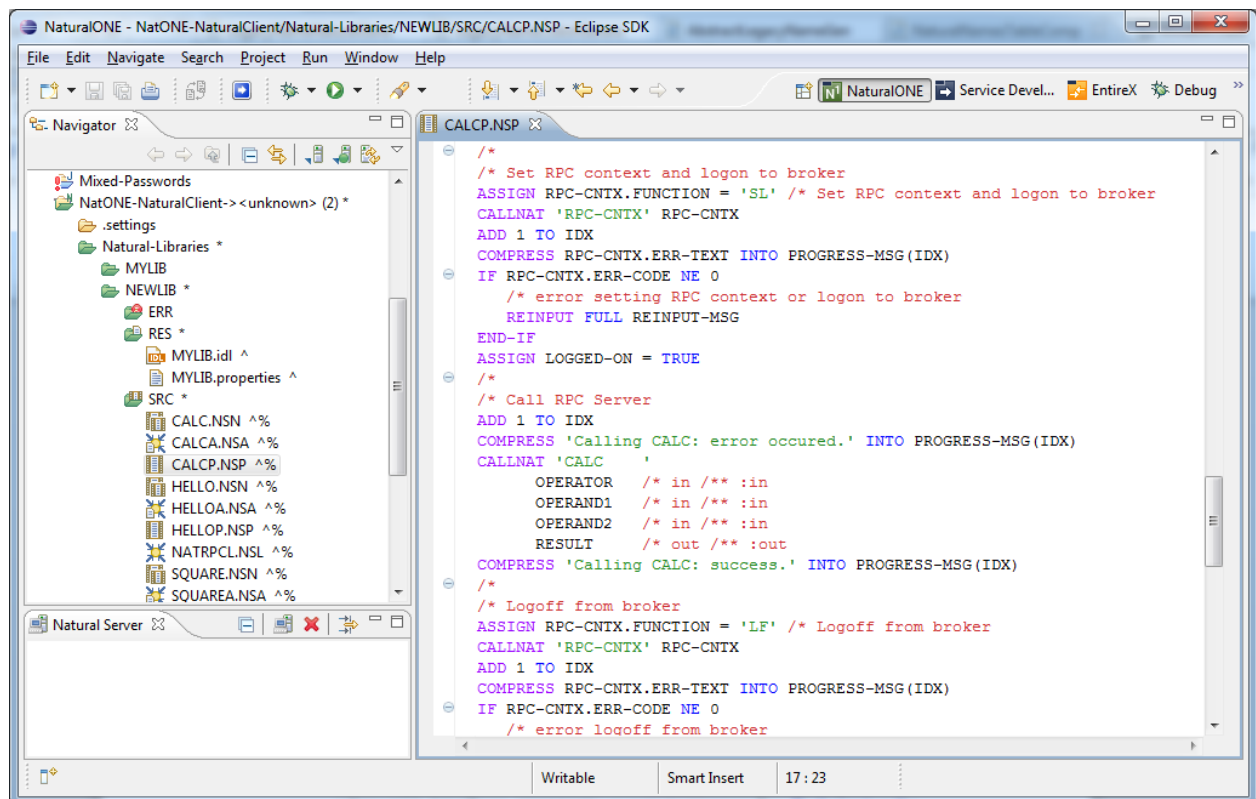 NaturalONE - NatONE-NaturalClient/Natural-Libraries/NEWLIB/SRC/CALCP.NSP - Eclipse SDK
File Edit Navigate Search Project Run Window Help
NaturalONE Service Devel... EntireX Debug
Navigator
Mixed-Passwords
NatONE-NaturalClient-><unknown> (2) *
.settings
Natural-Libraries *
MYLIB
NEWLIB *
ERR
RES *
MYLIB.idl ^
MYLIB.properties ^
SRC *
CALC.NSN ^%
CALCA.NSA ^%
CALCP.NSP ^%
HELLO.NSN ^%
HELLOA.NSA ^%
HELLOP.NSP ^%
NATRPCL.NSL ^%
SQUARE.NSN ^%
SQUAREA.NSA ^%
Natural Server
CALCP.NSP
/*
/* Set RPC context and logon to broker
ASSIGN RPC-CNTX.FUNCTION = 'SL' /* Set RPC context and logon to broker
CALLNAT 'RPC-CNTX' RPC-CNTX
ADD 1 TO IDX
COMPRESS RPC-CNTX.ERR-TEXT INTO PROGRESS-MSG(IDX)
IF RPC-CNTX.ERR-CODE NE 0
/* error setting RPC context or logon to broker
REINPUT FULL REINPUT-MSG
END-IF
ASSIGN LOGGED-ON = TRUE
/*
/* Call RPC Server
ADD 1 TO IDX
COMPRESS 'Calling CALC: error occured.' INTO PROGRESS-MSG(IDX)
CALLNAT 'CALC    '
OPERATOR /* in /** :in
OPERAND1 /* in /** :in
OPERAND2 /* in /** :in
RESULT /* out /** :out
COMPRESS 'Calling CALC: success.' INTO PROGRESS-MSG(IDX)
/*
/* Logoff from broker
ASSIGN RPC-CNTX.FUNCTION = 'LF' /* Logoff from broker
CALLNAT 'RPC-CNTX' RPC-CNTX
ADD 1 TO IDX
COMPRESS RPC-CNTX.ERR-TEXT INTO PROGRESS-MSG(IDX)
IF RPC-CNTX.ERR-CODE NE 0
/* error logoff from broker
Writable Smart Insert 17 : 23